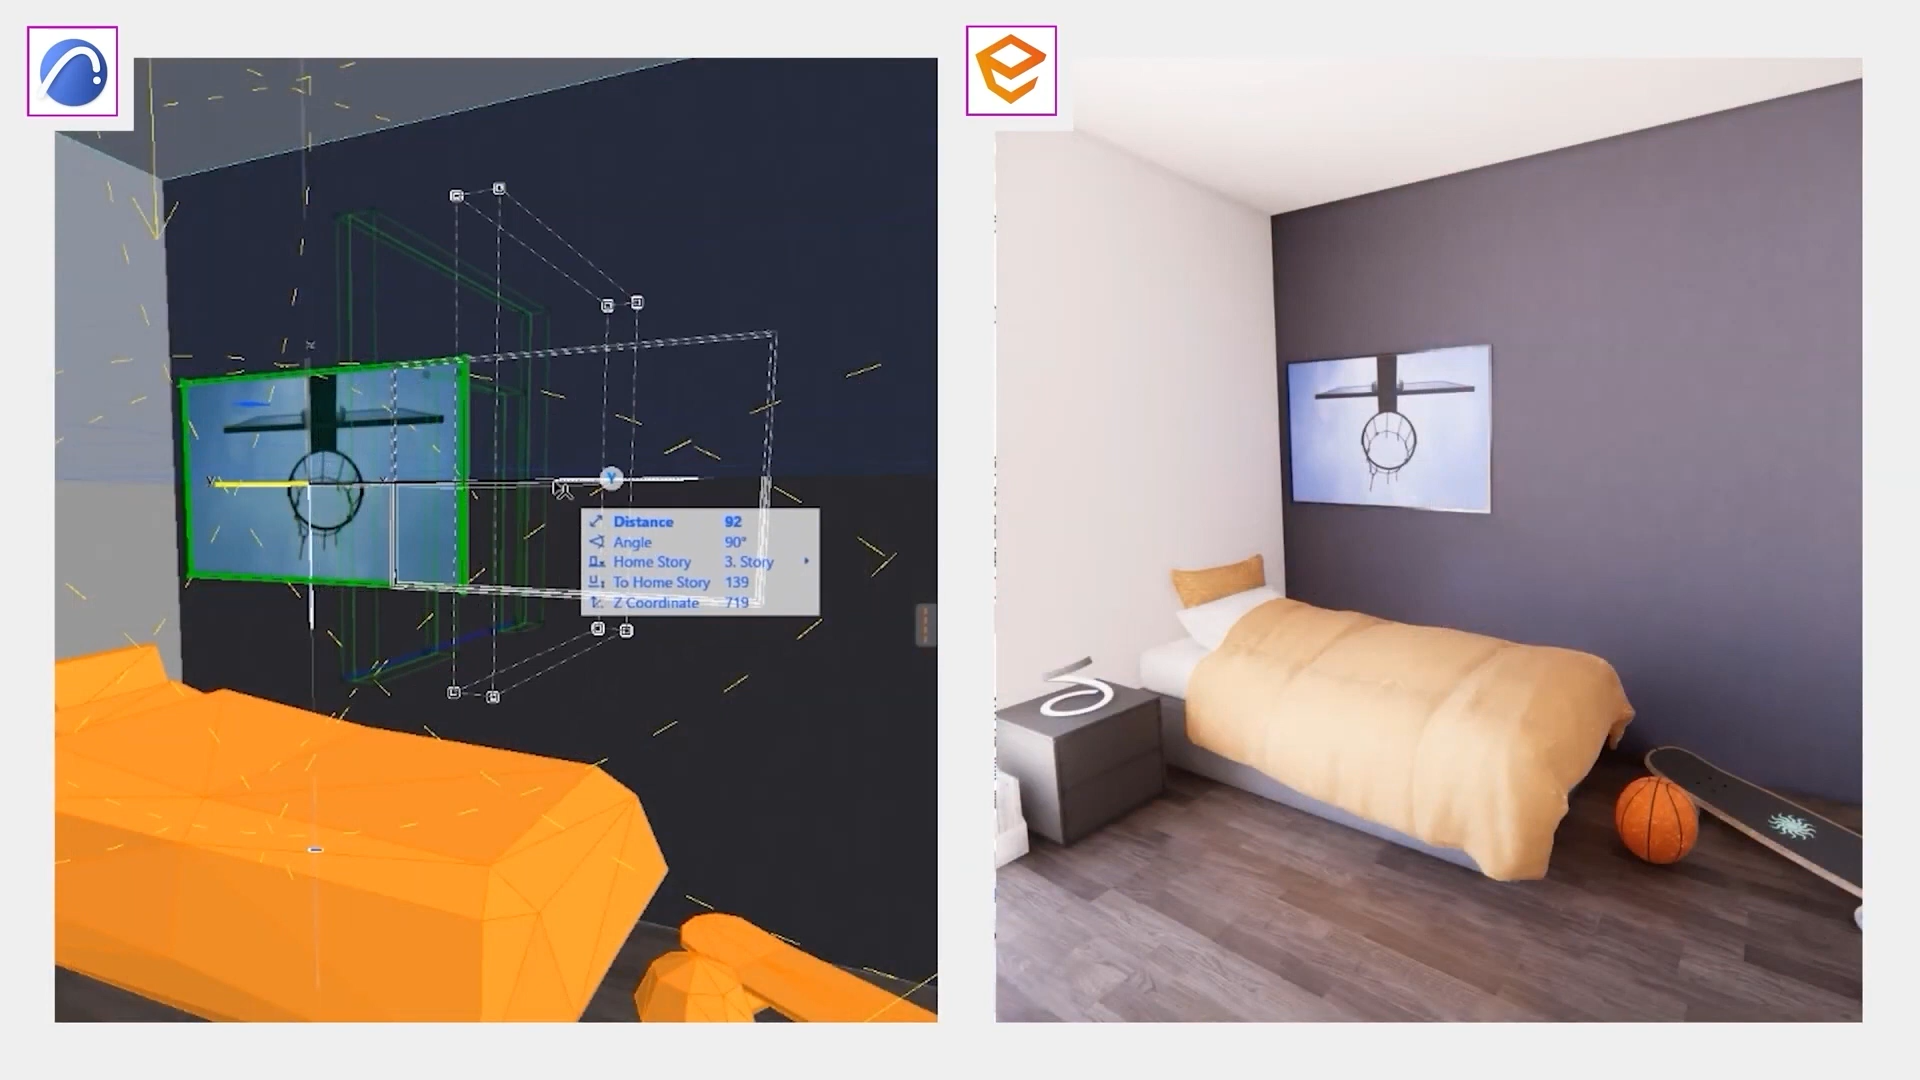 Y
Distance 92
Angle 90°
Home Story 3. Story
To Home Story 139
Z Coordinate 719